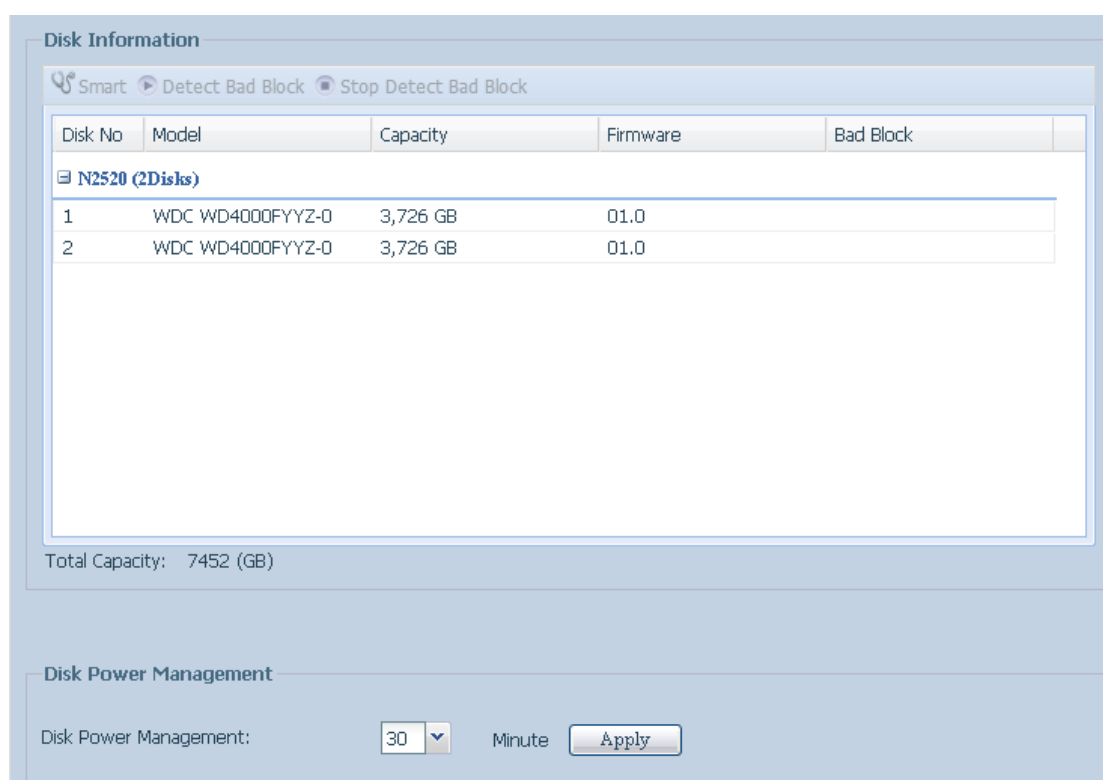 Disk Information
Smart Detect Bad Block Stop Detect Bad Block
Disk No Model Capacity Firmware Bad Block
N2520 (2Disks)
1 WDC WD4000FYYZ-0 3,726 GB 01.0
2 WDC WD4000FYYZ-0 3,726 GB 01.0
Total Capacity: 7452 (GB)
Disk Power Management
Disk Power Management: 30 Minute Apply